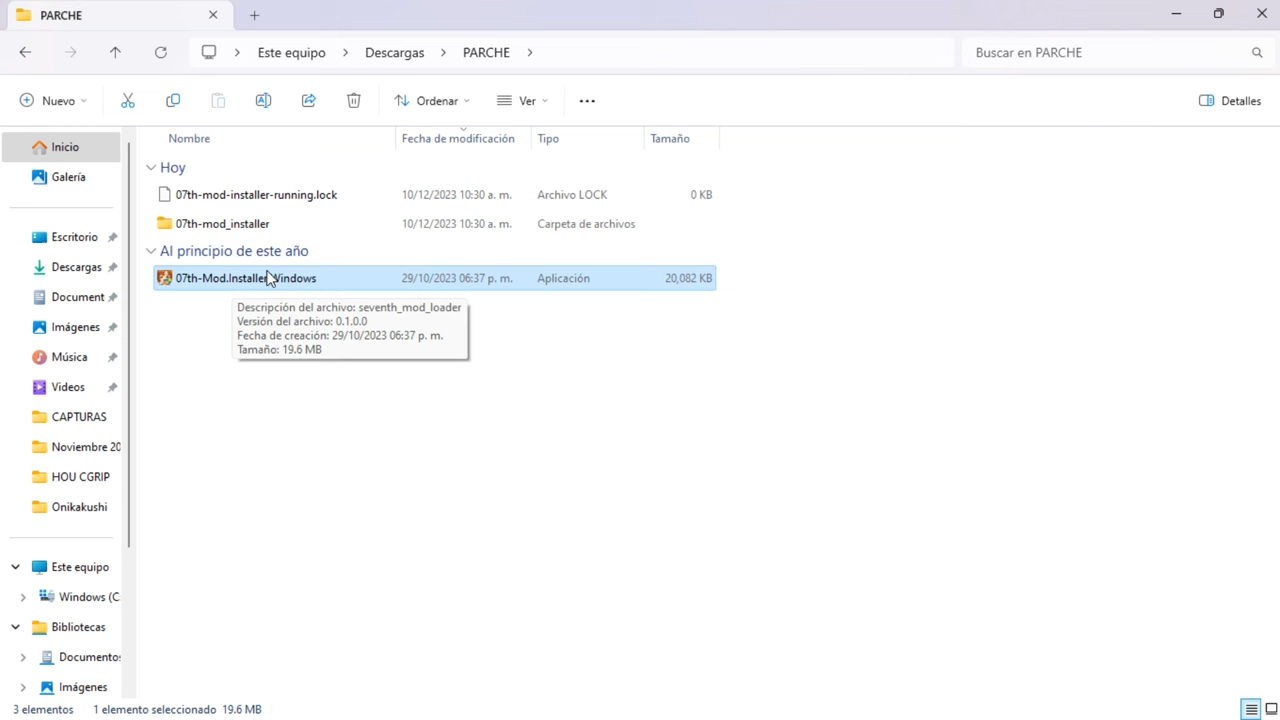 PARCHE
Este equipo
Descargas
PARCHE
Buscar en PARCHE
Nuevo
Ordenar
Ver
Detalles
Inicio
Galería
Escritorio
Descargas
Document
Imágenes
Música
Videos
CAPTURAS
Noviembre 20
HOU CGRIP
Onikakushi
Este equipo
Windows (C
Bibliotecas
Documentos
Imágenes
Nombre Fecha de modificación Tipo Tamaño
Hoy
07th-mod-installer-running.lock 10/12/2023 10:30 a. m. Archivo LOCK 0 KB
07th-mod_installer 10/12/2023 10:30 a. m. Carpeta de archivos
Al principio de este año
07th-Mod.Installer Windows 29/10/2023 06:37 p. m. Aplicación 20,082 KB
Descripción del archivo: seventh_mod_loader
Versión del archivo: 0.1.0.0
Fecha de creación: 29/10/2023 06:37 p. m.
Tamaño: 19.6 MB
3 elementos 1 elemento seleccionado 19.6 MB